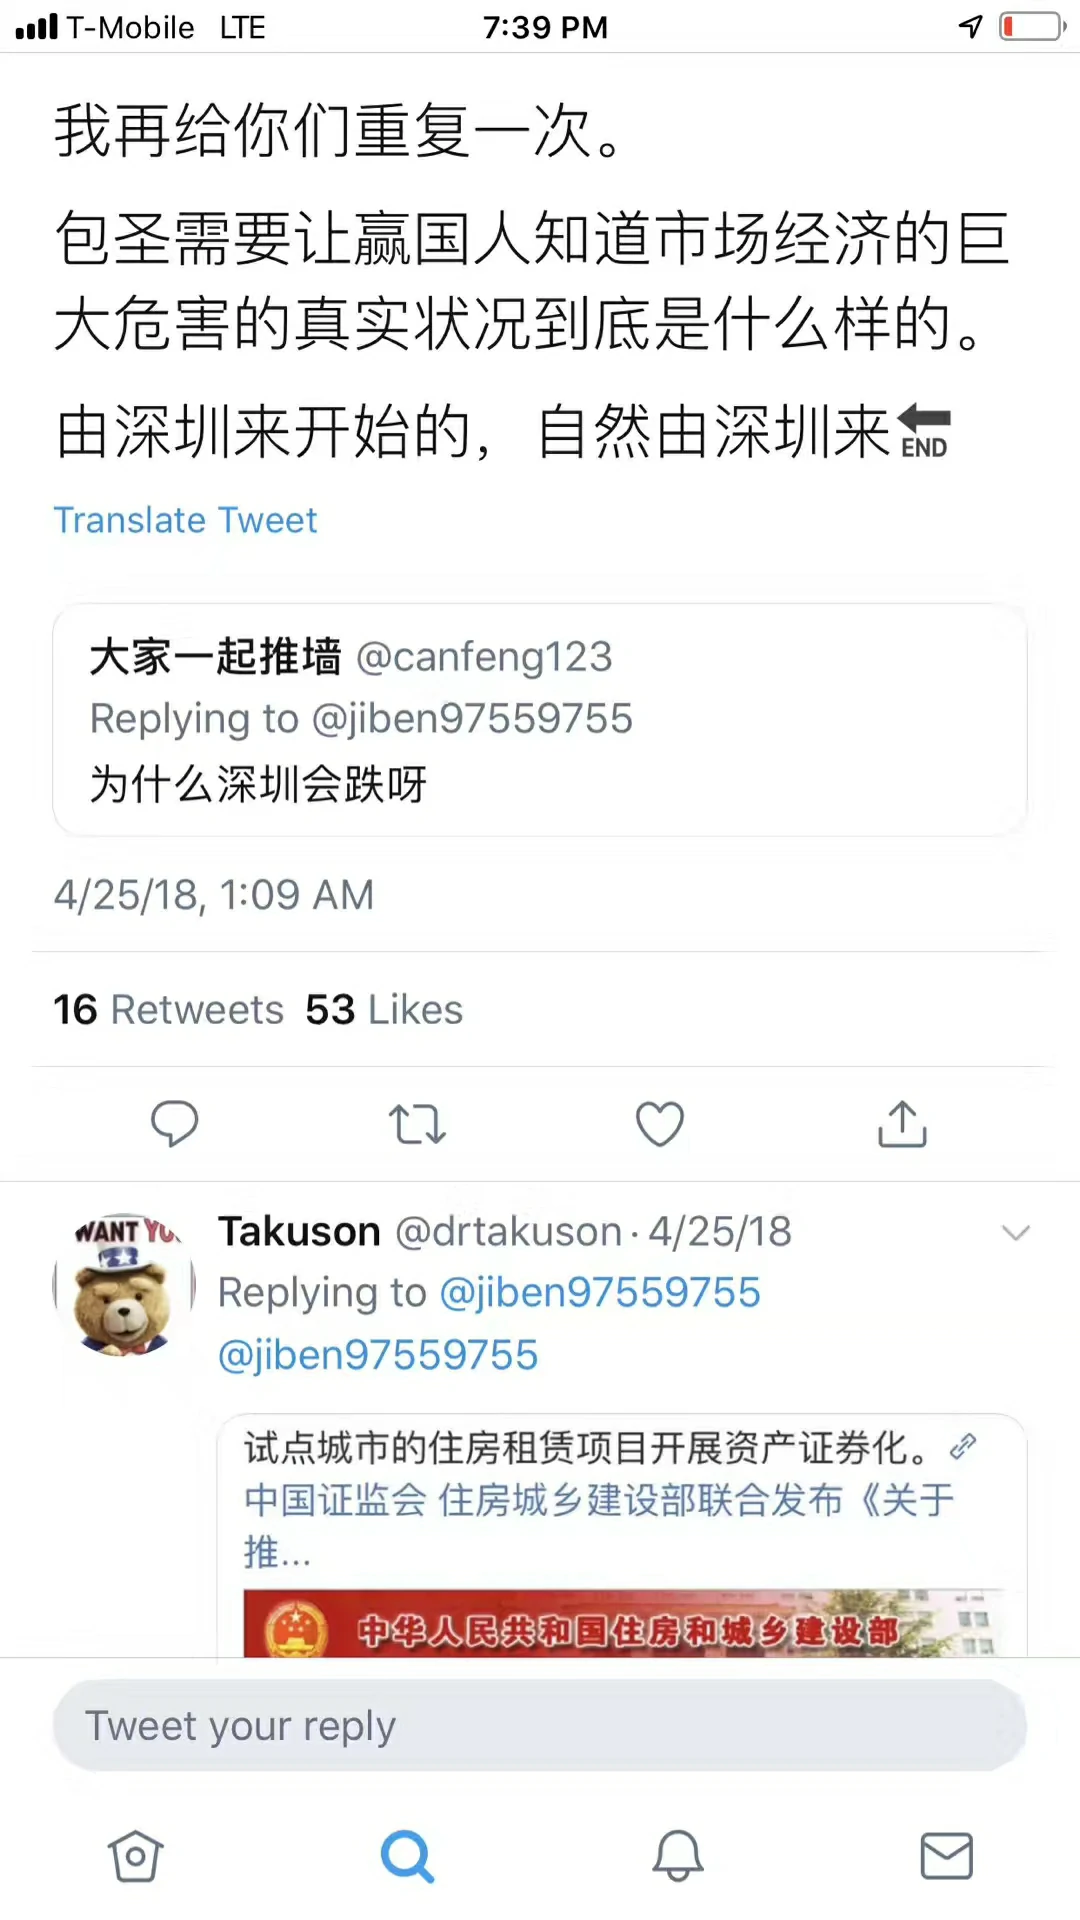 T-Mobile LTE 7:39 PM
我再给你们重复一次。
包圣需要让赢国人知道市场经济的巨
大危害的真实状况到底是什么样的。
由深圳来开始的，自然由深圳来🔚
Translate Tweet
大家一起推墙 @canfeng123
Replying to @jiben97559755
为什么深圳会跌呀
4/25/18, 1:09 AM
16 Retweets 53 Likes
WANT YO
Takuson @drtakuson · 4/25/18
Replying to @jiben97559755
@jiben97559755
试点城市的住房租赁项目开展资产证券化。
中国证监会 住房城乡建设部联合发布《关于
推...
中华人民共和国住房和城乡建设部
Tweet your reply